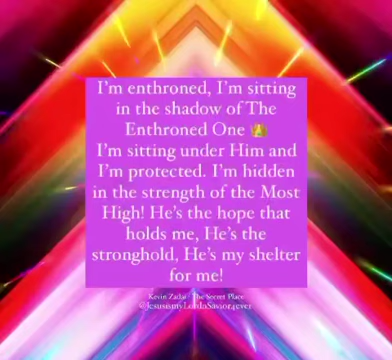 I'm enthroned, I'm sitting
in the shadow of The
Enthroned One 👑
I'm sitting under Him and
I'm protected. I'm hidden
in the strength of the Most
High! He's the hope that
holds me, He's the
stronghold, He's my shelter
for me!
Kevin Zadai - The Secret Place
@JesusismyLordaSavior4ever